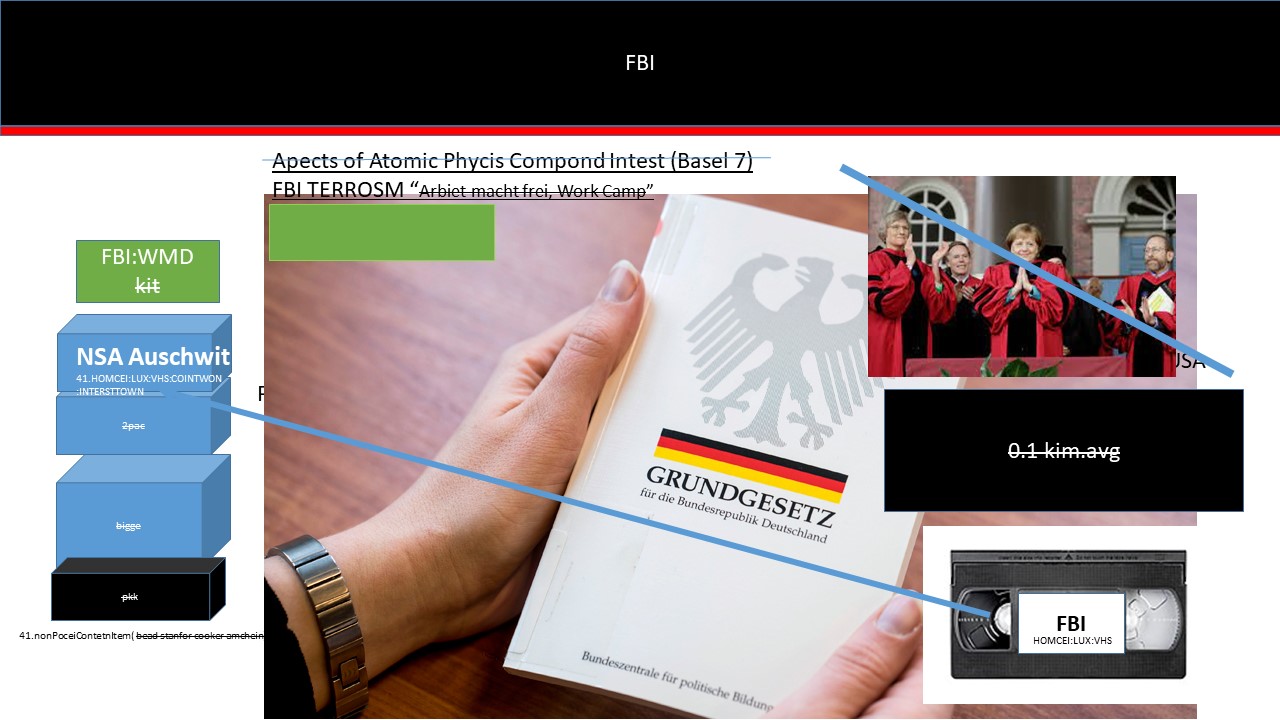 FBI
Apects of Atomic Phycis Compond Intest (Basel 7)
FBI TERROSM “Arbiet macht frei, Work Camp”
FBI:WMD
kit
NSA Auschwit
41.HOMCEI:LUX:VHS:COINTWON
:INTERSTTOWN
2pac
bigge
pkk
41.nonPoceiContetnItem( bead stanfor cooker amchein
GRUNDGESETZ
für die Bundesrepublik Deutschland
Bundeszentrale für politische Bildung
USA
0.1 kim.avg
FBI
HOMCEI:LUX:VHS